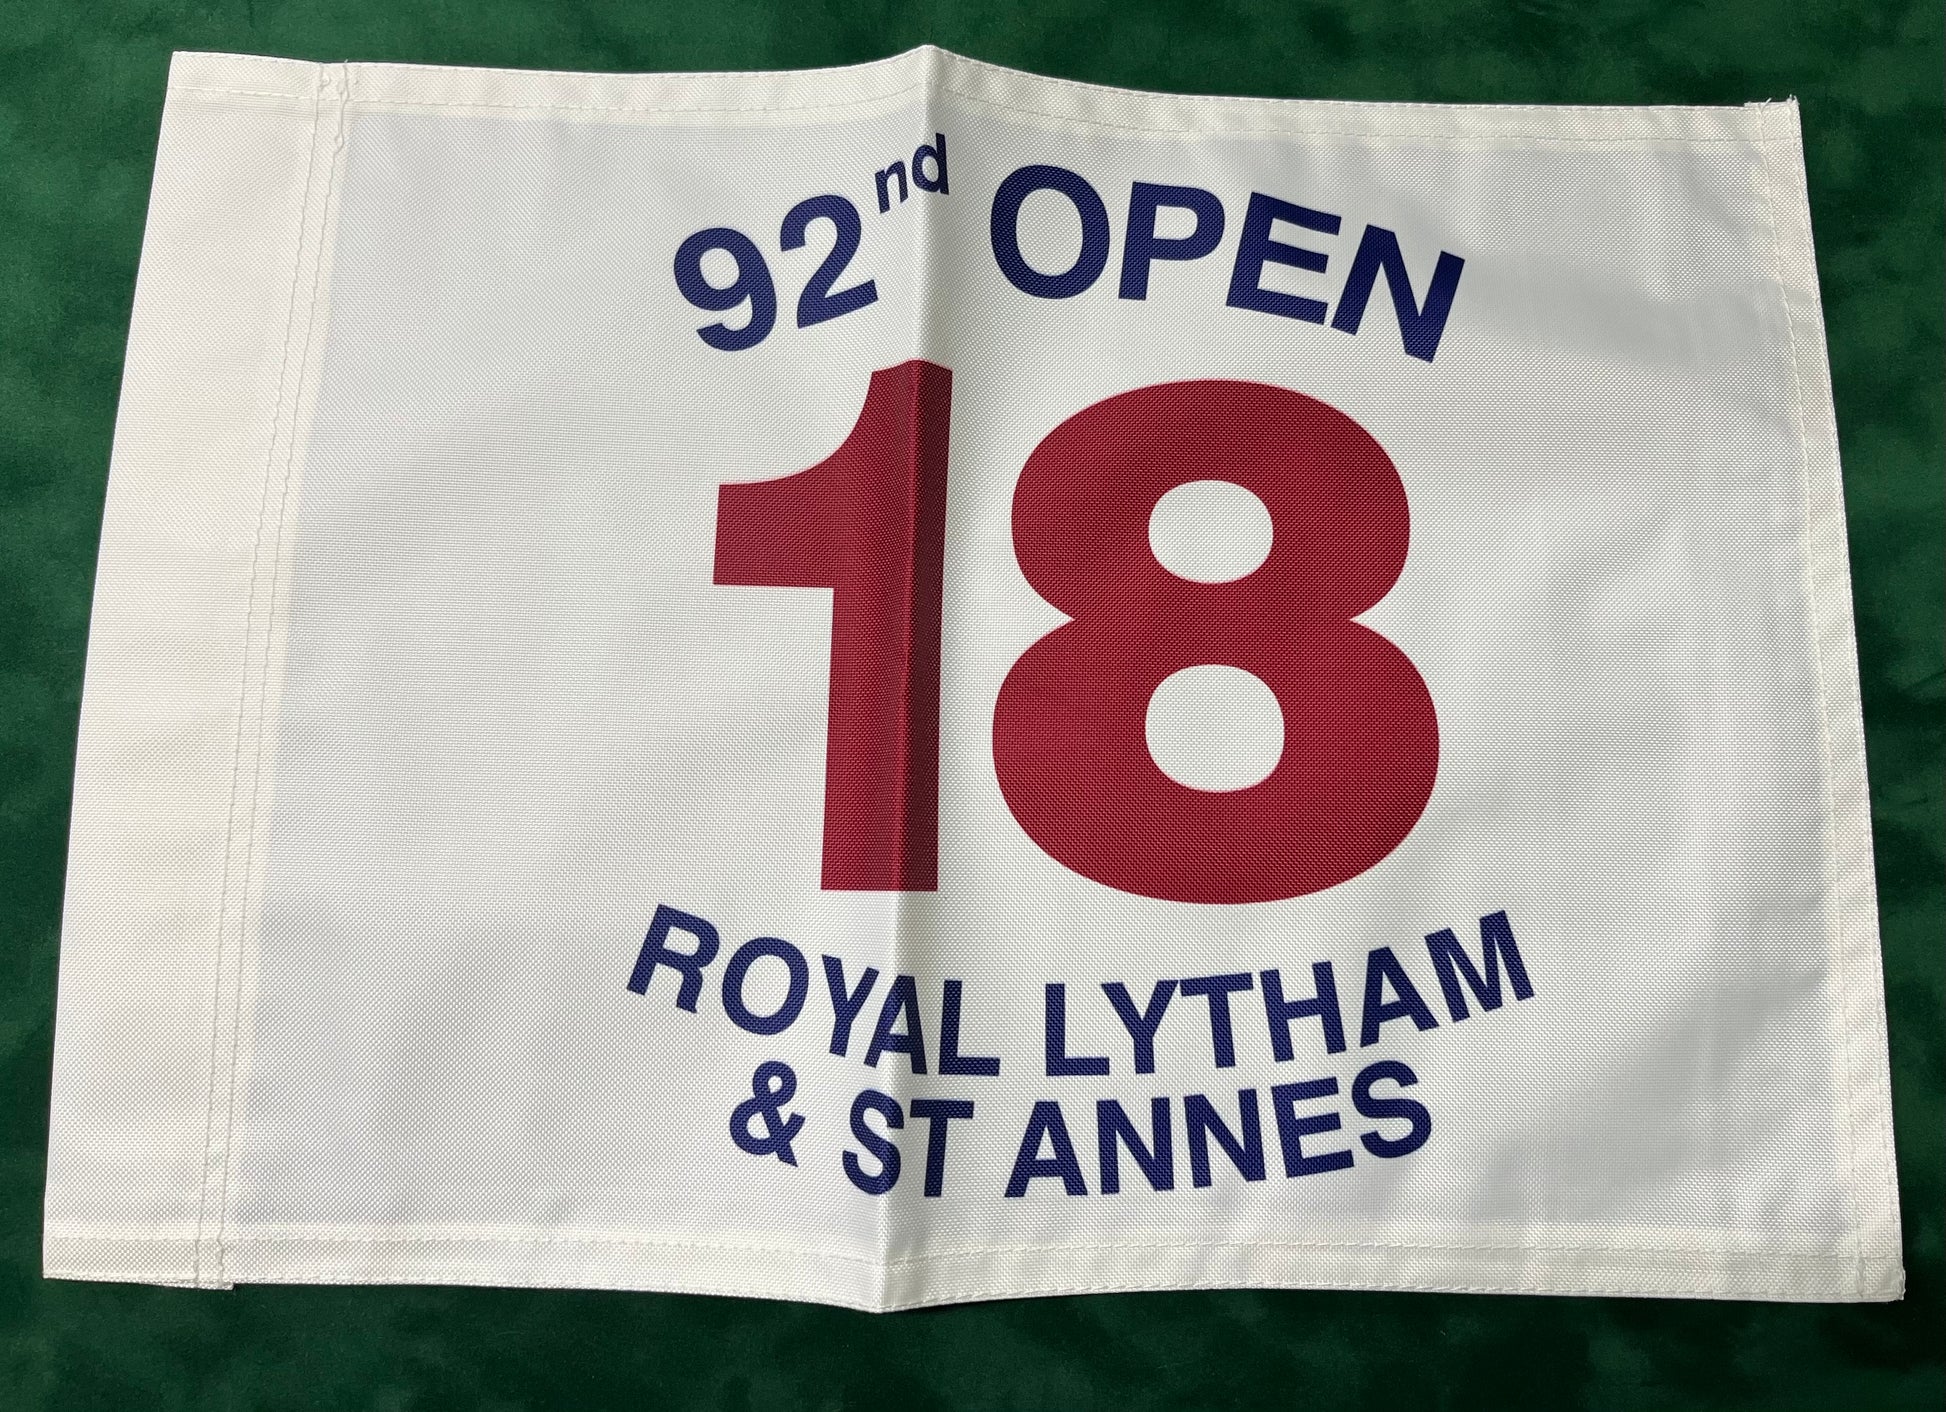 92nd OPEN
18
ROYAL LYTHAM
& ST ANNES